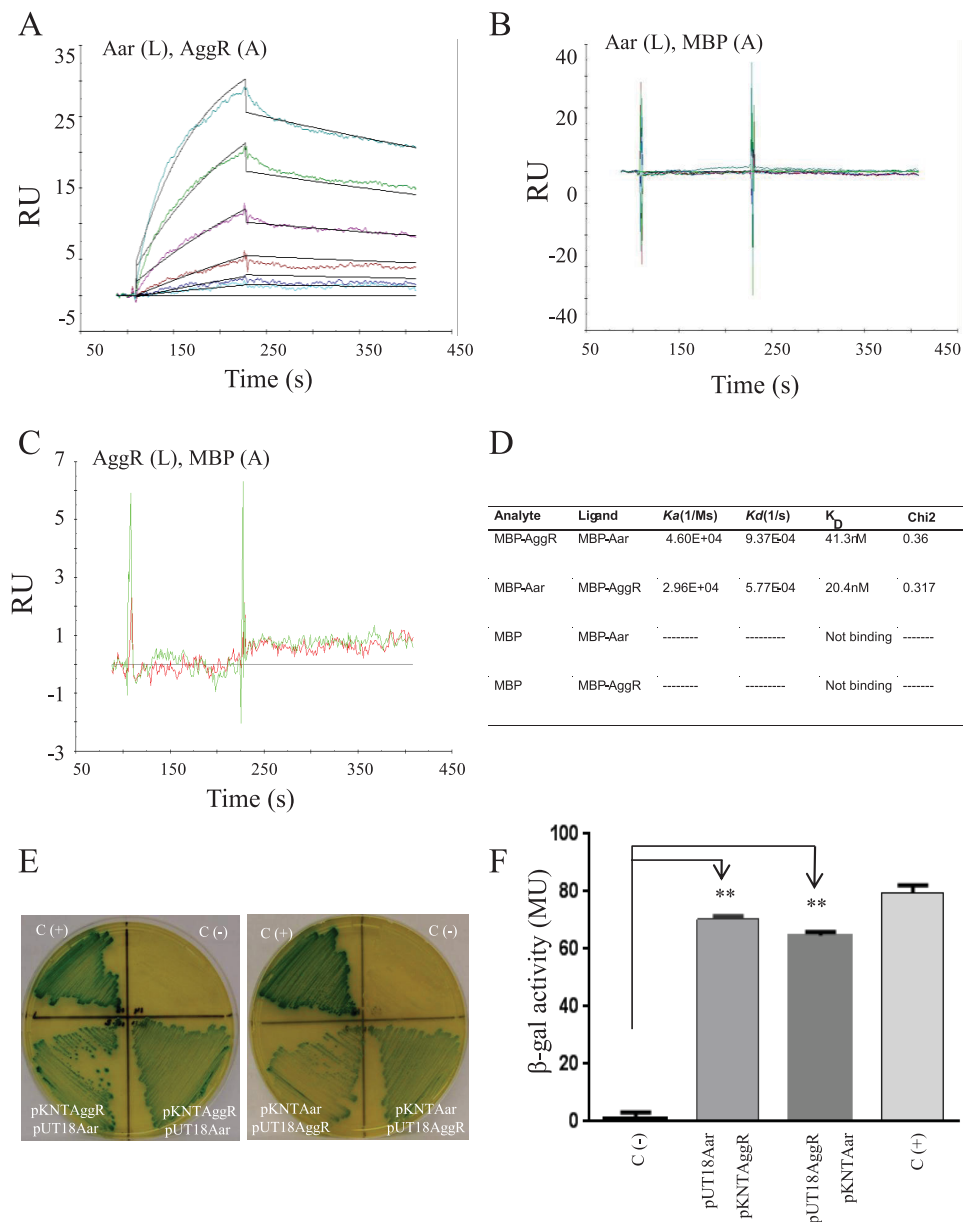 A
Aar (L), AggR (A)
35
25
15
5
-5
RU
50
150
250
350
450
Time (s)
B
Aar (L), MBP (A)
40
20
0
-20
-40
RU
50
150
250
350
450
Time (s)
C
AggR (L), MBP (A)
7
5
3
1
-1
-3
RU
50
150
250
350
450
Time (s)
D
Analyte Ligand Ka(1/Ms) Kd(1/s) KD Chi2
MBP-AggR MBP-Aar 4.60E+04 9.37E-04 41.3nM 0.36
MBP-Aar MBP-AggR 2.96E+04 5.77E-04 20.4nM 0.317
MBP MBP-Aar -------- --------- Not binding -------
MBP MBP-AggR -------- --------- Not binding -------
E
C (+)
C (-)
pKNTAggR
pUT18Aar
pKNTAggR
pUT18Aar
C (+)
C (-)
pKNTAar
pUT18AggR
pKNTAar
pUT18AggR
F
β-gal activity (MU)
100
80
60
40
20
0
**
**
C (-)
pUT18Aar
pKNTAggR
pUT18AggR
pKNTAar
C (+)